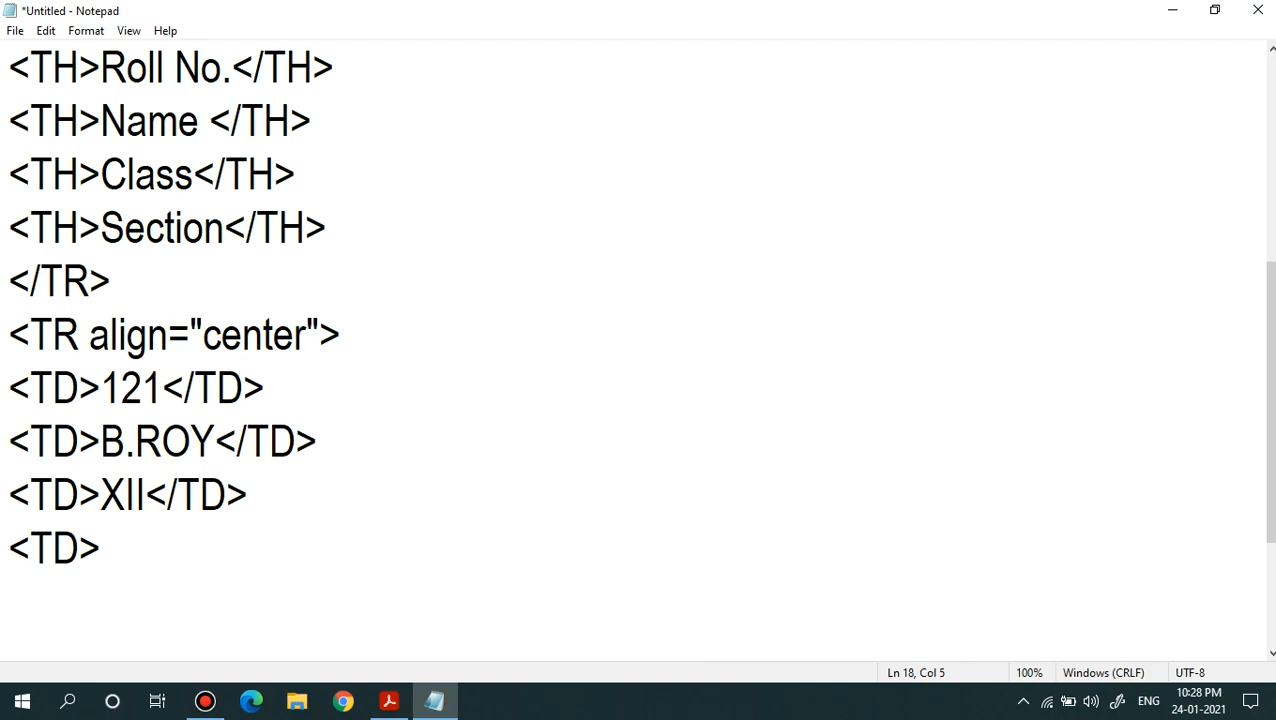 *Untitled - Notepad
File Edit Format View Help
<TH>Roll No.</TH>
<TH>Name </TH>
<TH>Class</TH>
<TH>Section</TH>
</TR>
<TR align="center">
<TD>121</TD>
<TD>B.ROY</TD>
<TD>XII</TD>
<TD>
Ln 18, Col 5 100% Windows (CRLF) UTF-8
ENG 10:28 PM
24-01-2021